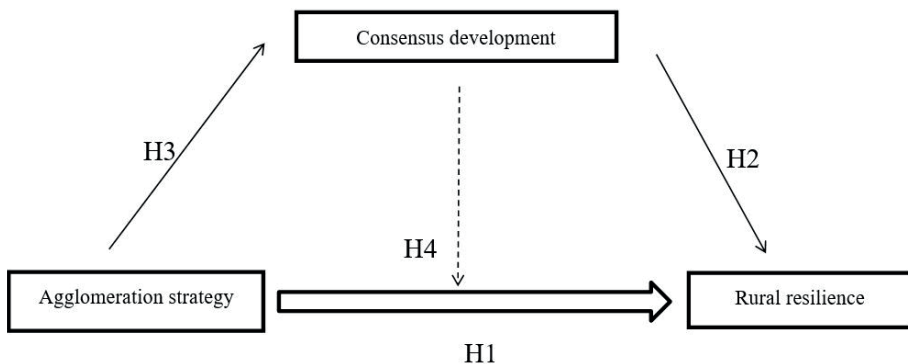 Consensus development
H3
H2
H4
Agglomeration strategy
Rural resilience
H1